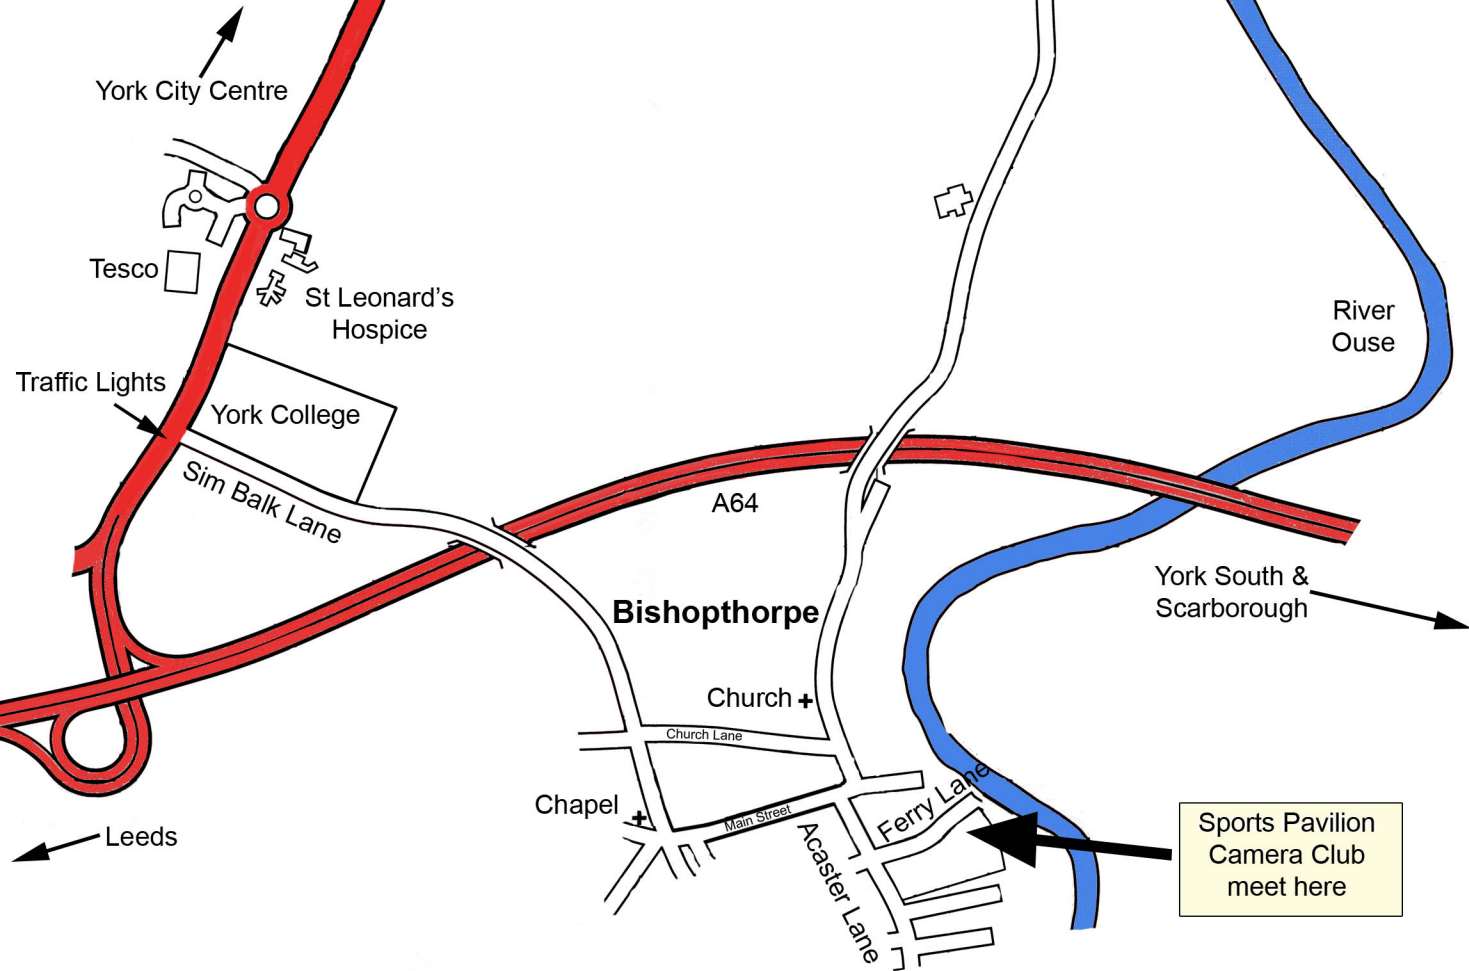 York City Centre
Tesco
St Leonard's
Hospice
River
Ouse
Traffic Lights
York College
Sim Balk Lane
A64
York South &
Scarborough
Bishopthorpe
Church
Church Lane
Chapel
Main Street
Ferry Lane
Acaster Lane
Leeds
Sports Pavilion
Camera Club
meet here